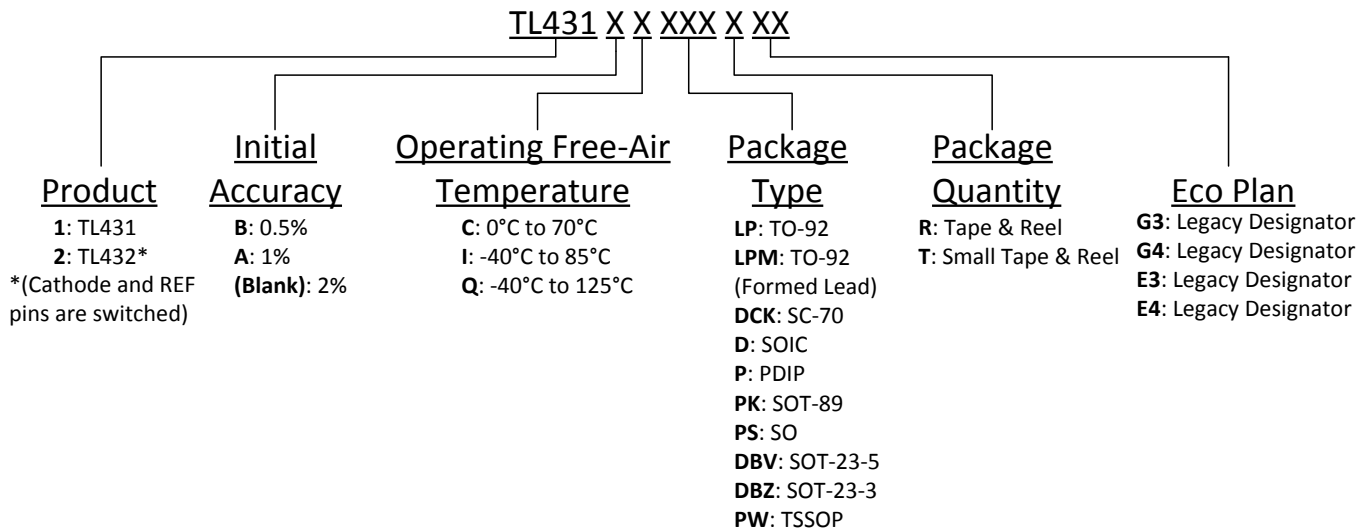 TL431 X X XXX X XX
Product
1: TL431
2: TL432*
*(Cathode and REF
pins are switched)
Initial
Accuracy
B: 0.5%
A: 1%
(Blank): 2%
Operating Free-Air
Temperature
C: 0°C to 70°C
I: -40°C to 85°C
Q: -40°C to 125°C
Package
Type
LP: TO-92
LPM: TO-92
(Formed Lead)
DCK: SC-70
D: SOIC
P: PDIP
PK: SOT-89
PS: SO
DBV: SOT-23-5
DBZ: SOT-23-3
PW: TSSOP
Package
Quantity
R: Tape & Reel
T: Small Tape & Reel
Eco Plan
G3: Legacy Designator
G4: Legacy Designator
E3: Legacy Designator
E4: Legacy Designator